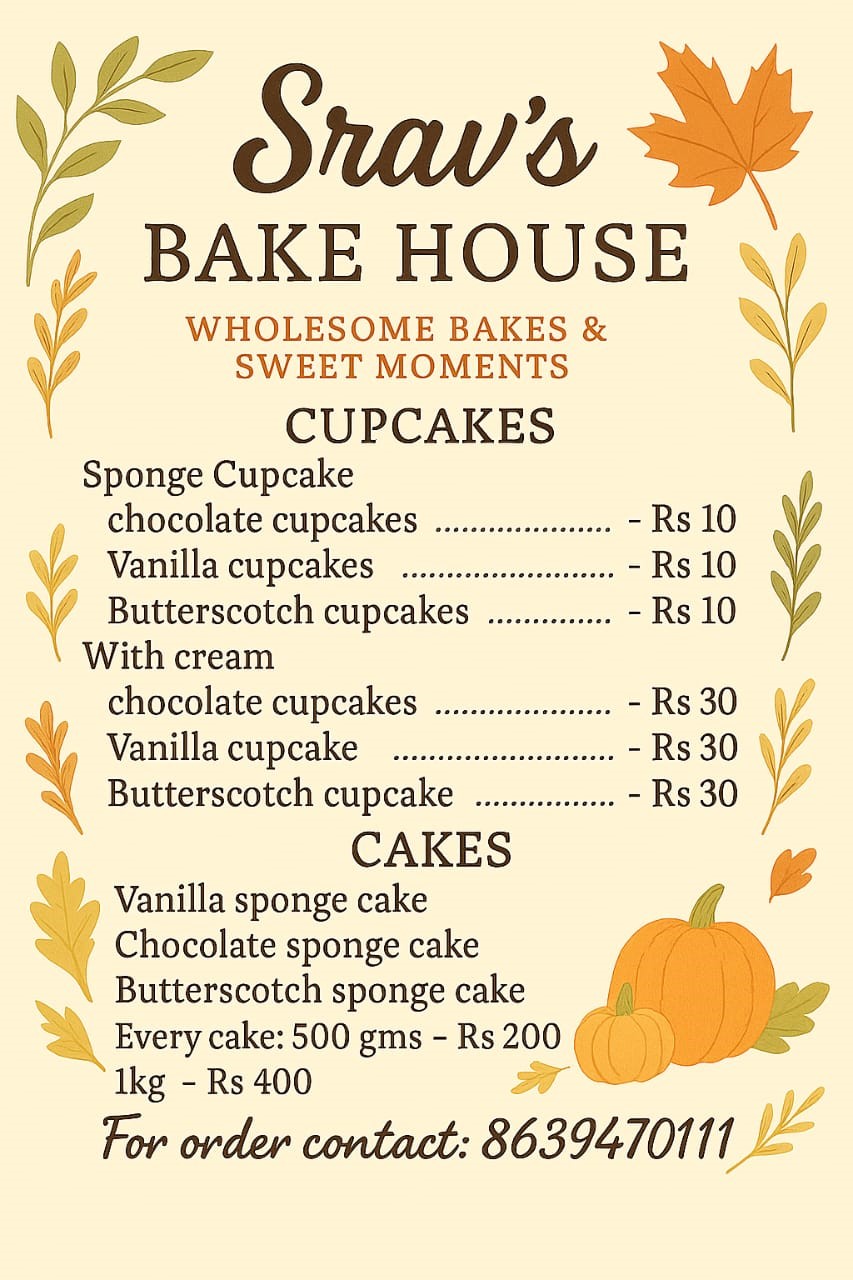 Srav's
BAKE HOUSE
WHOLESOME BAKES &
SWEET MOMENTS
CUPCAKES
Sponge Cupcake
chocolate cupcakes .................... - Rs 10
Vanilla cupcakes ........................ - Rs 10
Butterscotch cupcakes .............. - Rs 10
With cream
chocolate cupcakes .................... - Rs 30
Vanilla cupcake ......................... - Rs 30
Butterscotch cupcake ................ - Rs 30
CAKES
Vanilla sponge cake
Chocolate sponge cake
Butterscotch sponge cake
Every cake: 500 gms – Rs 200
1kg – Rs 400
For order contact: 8639470111